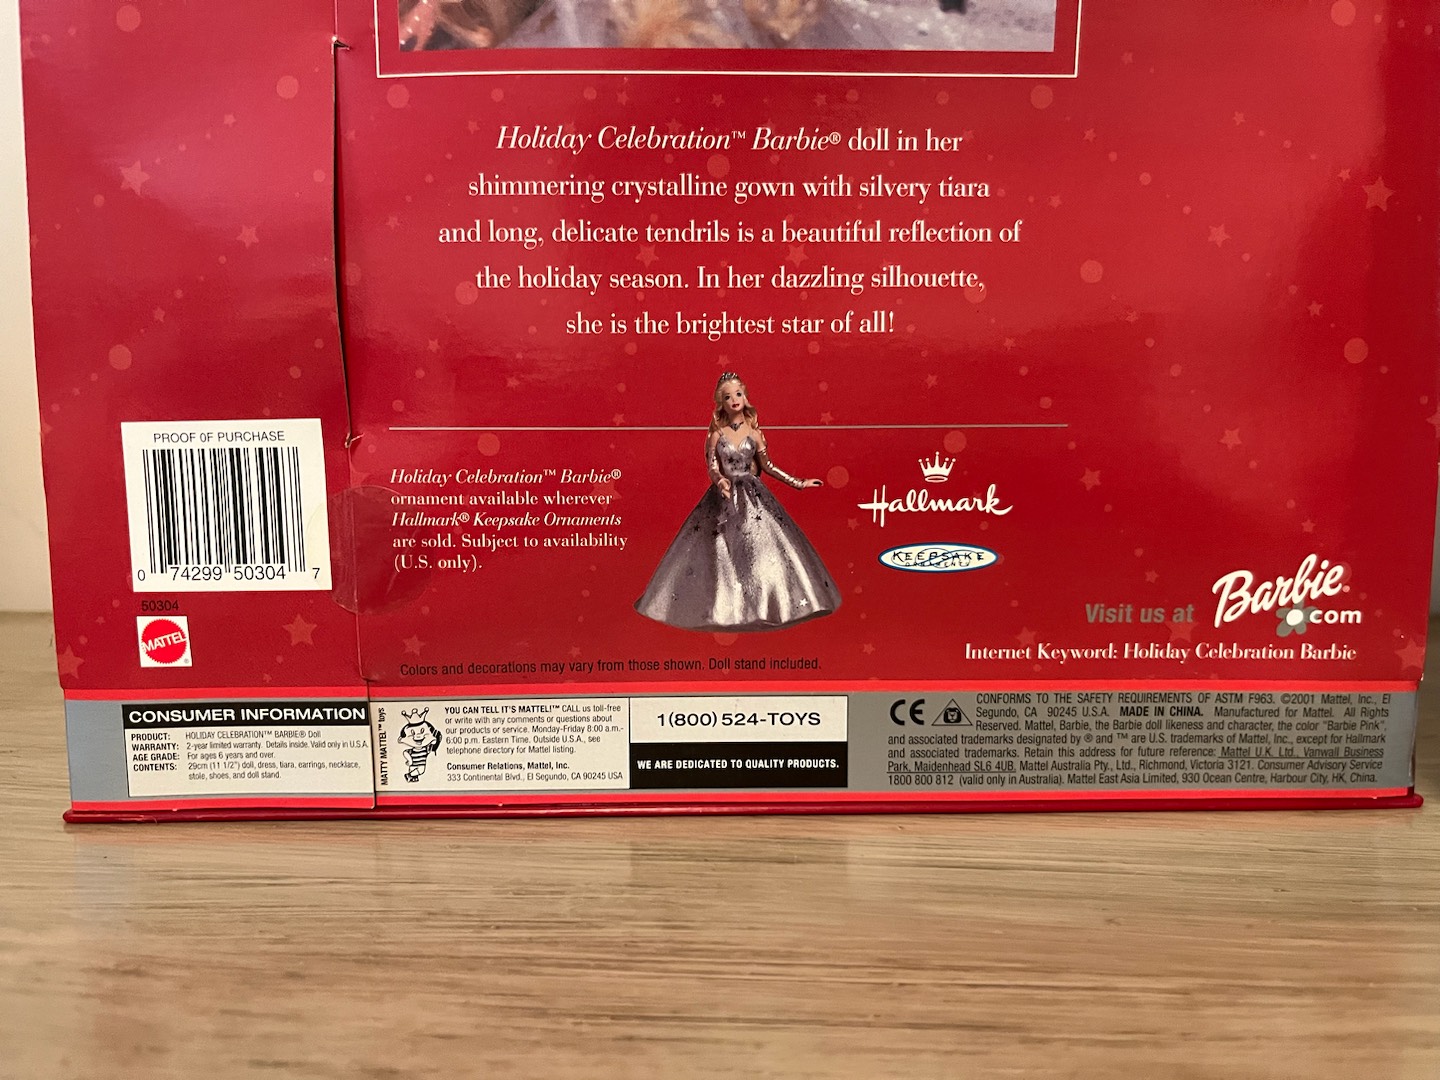 Holiday Celebration™ Barbie® doll in her
shimmering crystalline gown with silvery tiara
and long, delicate tendrils is a beautiful reflection of
the holiday season. In her dazzling silhouette,
she is the brightest star of all!
PROOF OF PURCHASE
0 74299 50304 7
50304
MATTEL
®
Holiday Celebration™ Barbie®
ornament available wherever
Hallmark® Keepsake Ornaments
are sold. Subject to availability
(U.S. only).
Hallmark
KEEPSAKE
ORNAMENTS
Visit us at Barbie.com
Internet Keyword: Holiday Celebration Barbie
Colors and decorations may vary from those shown. Doll stand included.
CONSUMER INFORMATION
PRODUCT: HOLIDAY CELEBRATION™ BARBIE® Doll
WARRANTY: 2-year limited warranty. Details inside. Valid only in U.S.A.
AGE GRADE: For ages 6 years and over.
CONTENTS: 29cm (11 1/2") doll, dress, tiara, earrings, necklace,
stole, shoes, and doll stand.
MATTY MATTEL™ toys
YOU CAN TELL IT'S MATTEL!™ CALL us toll-free
or write with any comments or questions about
our products or service. Monday-Friday 8:00 a.m.-
6:00 p.m. Eastern Time. Outside U.S.A., see
telephone directory for Mattel listing.
Consumer Relations, Mattel, Inc.
333 Continental Blvd., El Segundo, CA 90245 USA
1(800) 524-TOYS
WE ARE DEDICATED TO QUALITY PRODUCTS.
CE
CONFORMS TO THE SAFETY REQUIREMENTS OF ASTM F963. ©2001 Mattel, Inc., El
Segundo, CA 90245 U.S.A. MADE IN CHINA. Manufactured for Mattel. All Rights
Reserved. Mattel, Barbie, the Barbie doll likeness and character, the color "Barbie Pink",
and associated trademarks designated by ® and ™ are U.S. trademarks of Mattel, Inc., except for Hallmark
and associated trademarks. Retain this address for future reference: Mattel U.K. Ltd., Vanwall Business
Park, Maidenhead SL6 4UB. Mattel Australia Pty., Ltd., Richmond, Victoria 3121. Consumer Advisory Service
1800 800 812 (valid only in Australia). Mattel East Asia Limited, 930 Ocean Centre, Harbour City, HK, China.